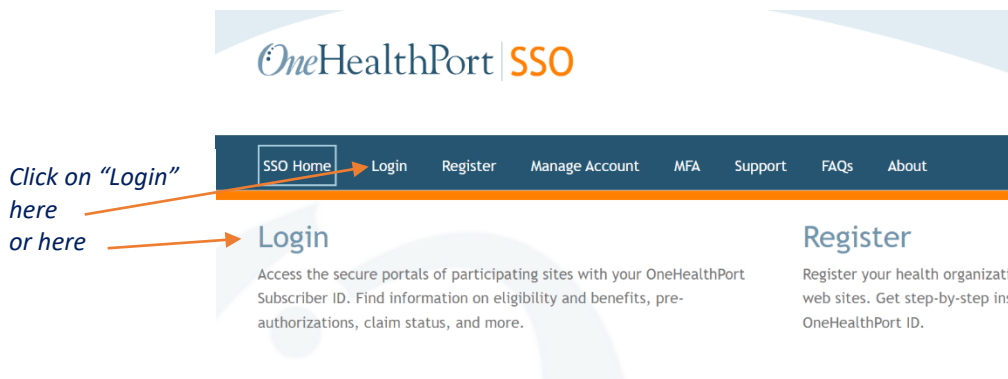 OneHealthPort SSO
SSO Home Login Register Manage Account MFA Support FAQs About
Click on “Login”
here
or here
Login
Access the secure portals of participating sites with your OneHealthPort
Subscriber ID. Find information on eligibility and benefits, pre-
authorizations, claim status, and more.
Register
Register your health organizati
web sites. Get step-by-step ins
OneHealthPort ID.